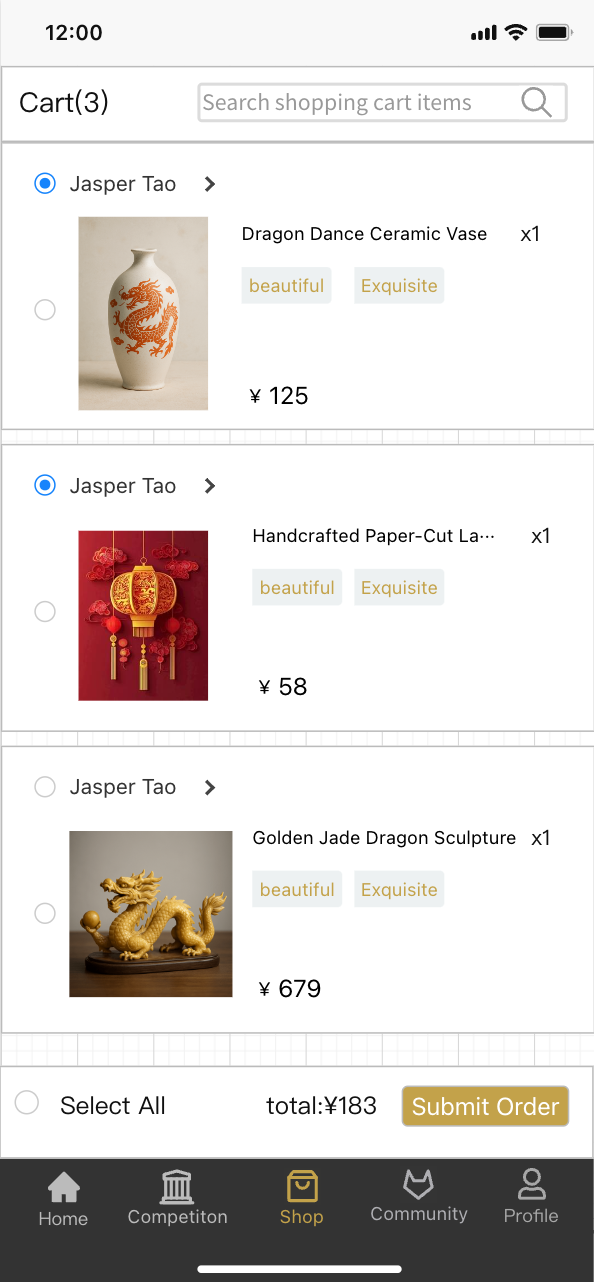 12:00
Cart(3)
Search shopping cart items
Jasper Tao
Dragon Dance Ceramic Vase x1
beautiful Exquisite
¥ 125
Jasper Tao
Handcrafted Paper-Cut La··· x1
beautiful Exquisite
¥ 58
Jasper Tao
Golden Jade Dragon Sculpture x1
beautiful Exquisite
¥ 679
Select All total:¥183 Submit Order
Home Competiton Shop Community Profile